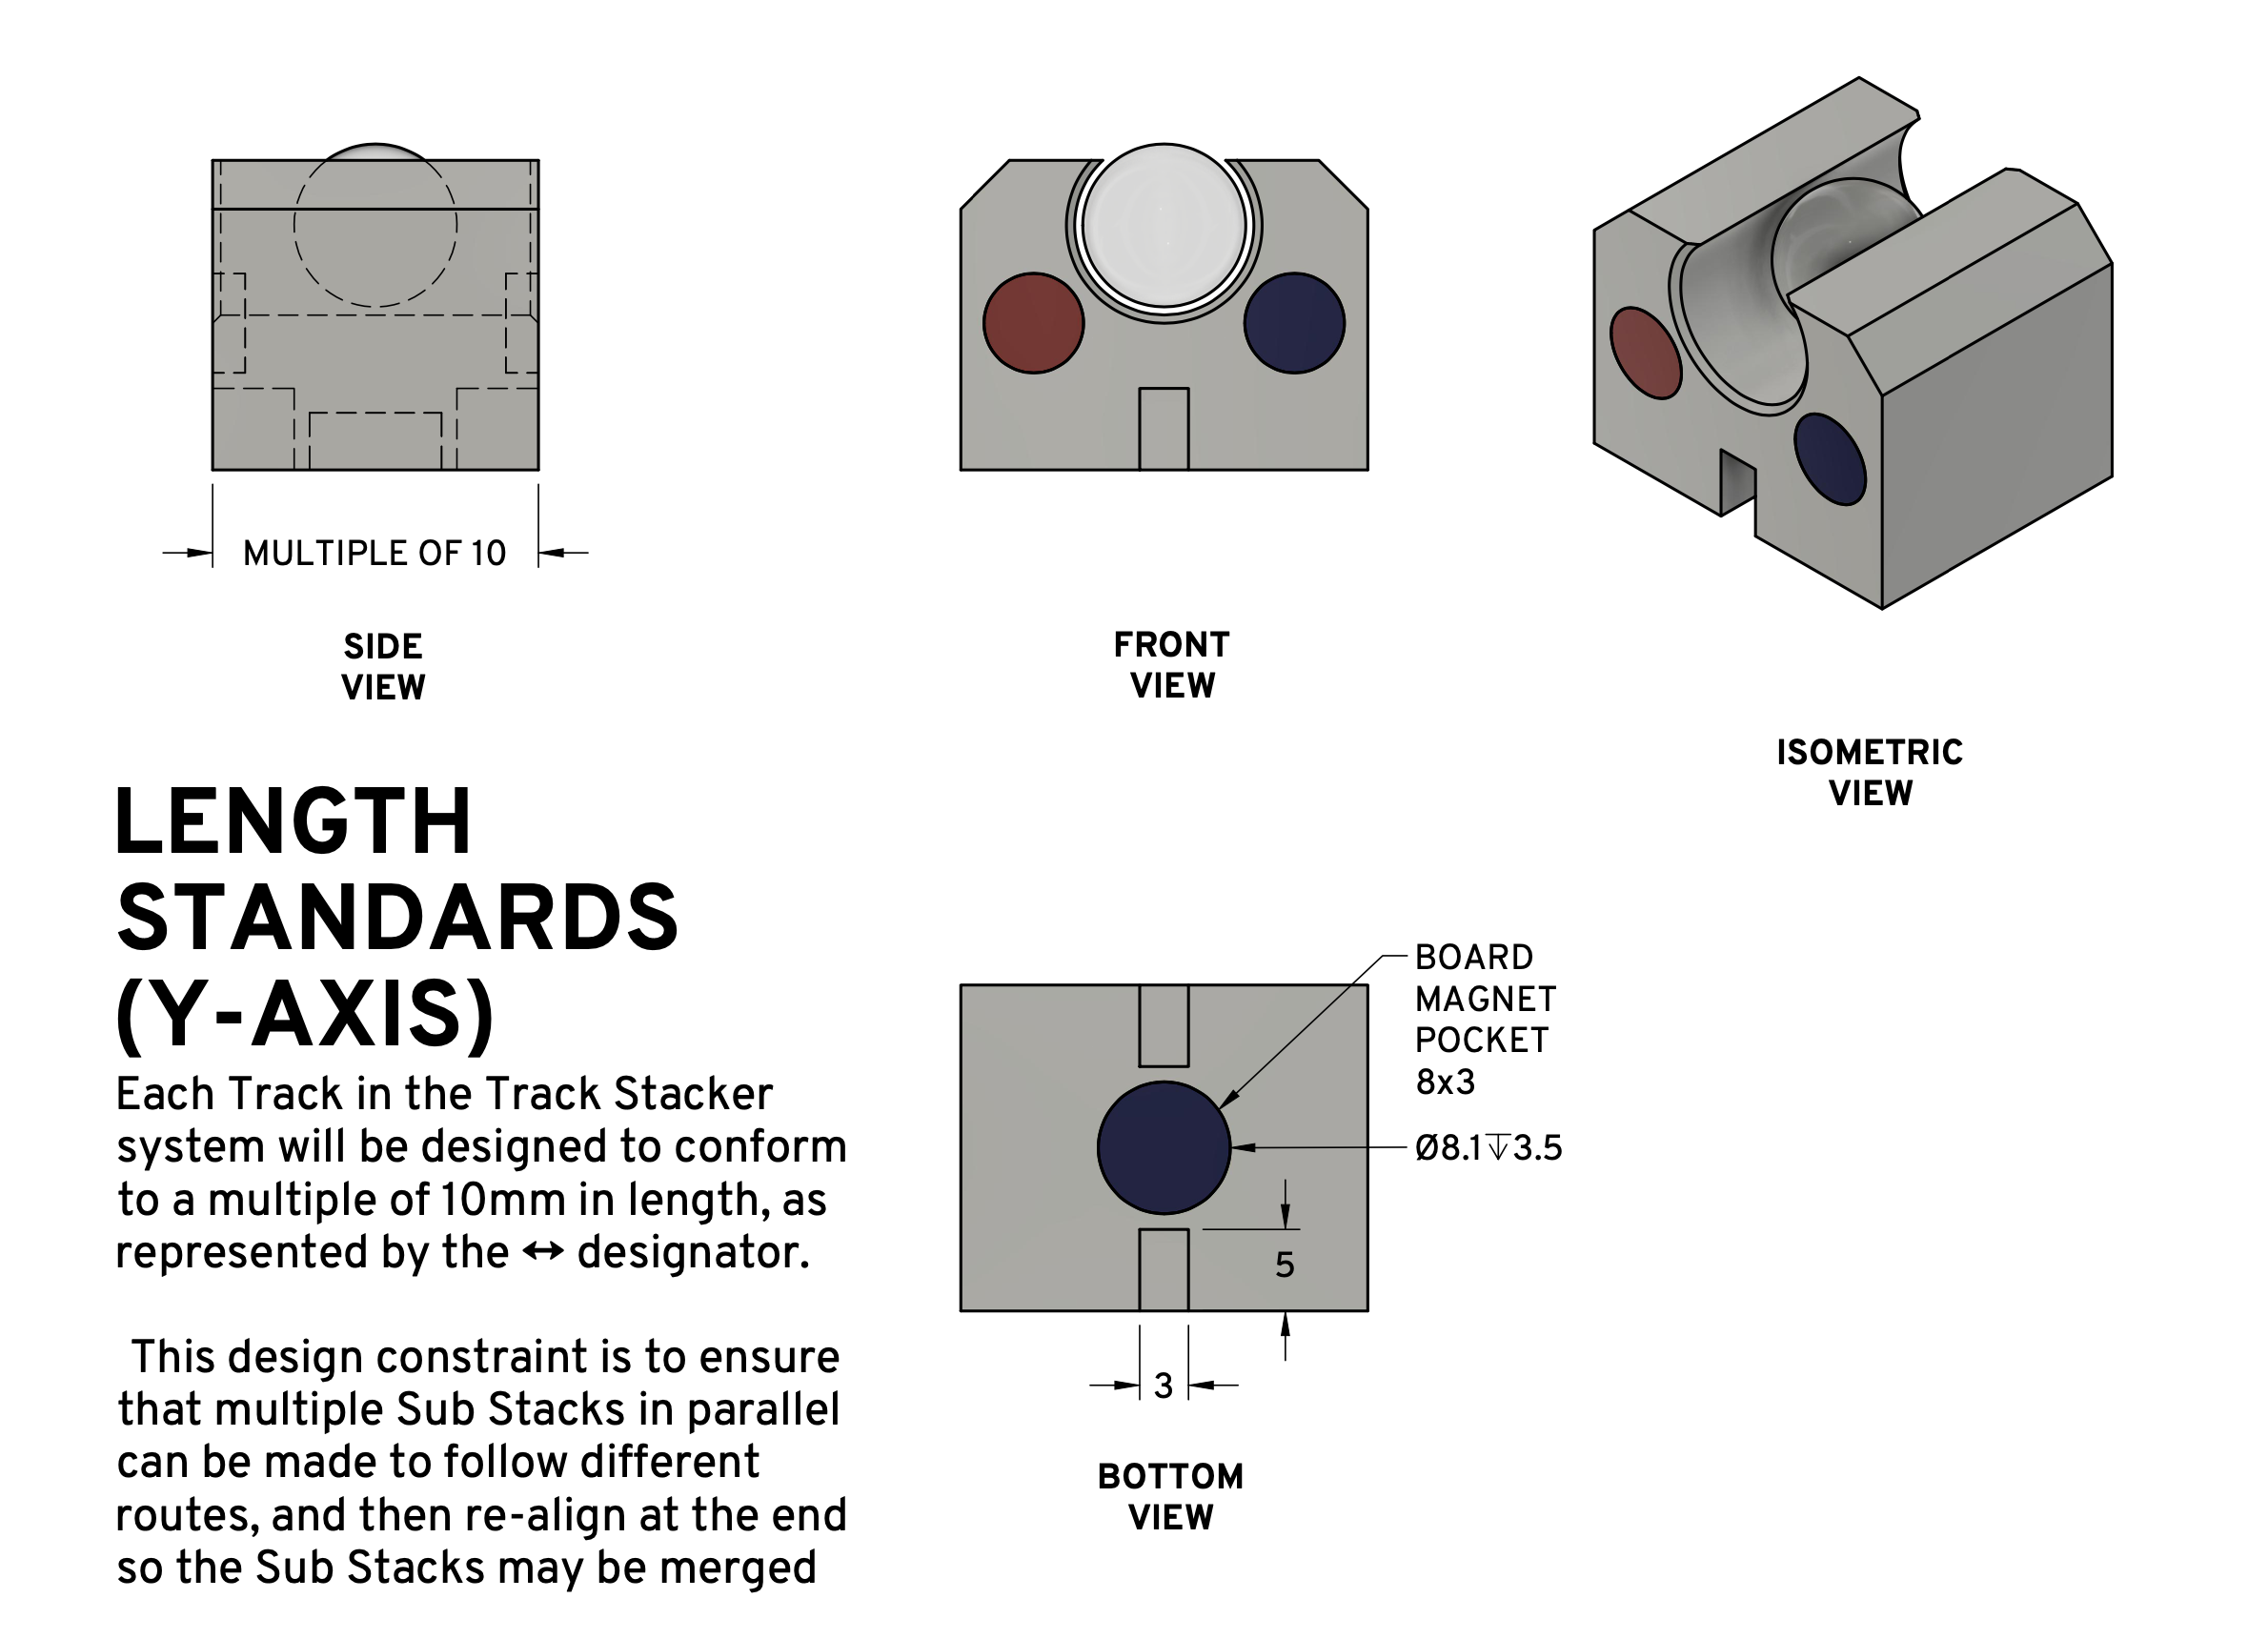 MULTIPLE OF 10
SIDE
VIEW
FRONT
VIEW
ISOMETRIC
VIEW
LENGTH
STANDARDS
(Y-AXIS)
Each Track in the Track Stacker
system will be designed to conform
to a multiple of 10mm in length, as
represented by the ↔ designator.
This design constraint is to ensure
that multiple Sub Stacks in parallel
can be made to follow different
routes, and then re-align at the end
so the Sub Stacks may be merged
BOARD
MAGNET
POCKET
8x3
Ø8.1↧3.5
5
3
BOTTOM
VIEW